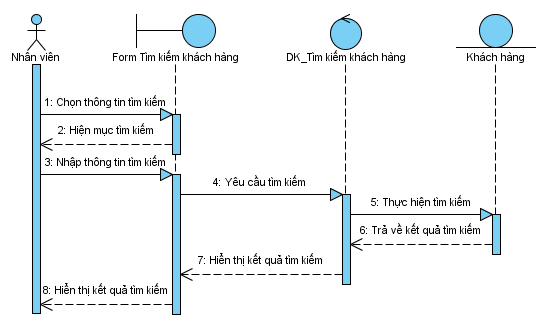 Nhân viên
Form Tìm kiếm khách hàng
DK_Tìm kiếm khách hàng
Khách hàng
1: Chọn thông tin tìm kiếm
2: Hiện mục tìm kiếm
3: Nhập thông tin tìm kiếm
4: Yêu cầu tìm kiếm
5: Thực hiện tìm kiếm
6: Trả về kết quả tìm kiếm
7: Hiển thị kết quả tìm kiếm
8: Hiển thị kết quả tìm kiếm